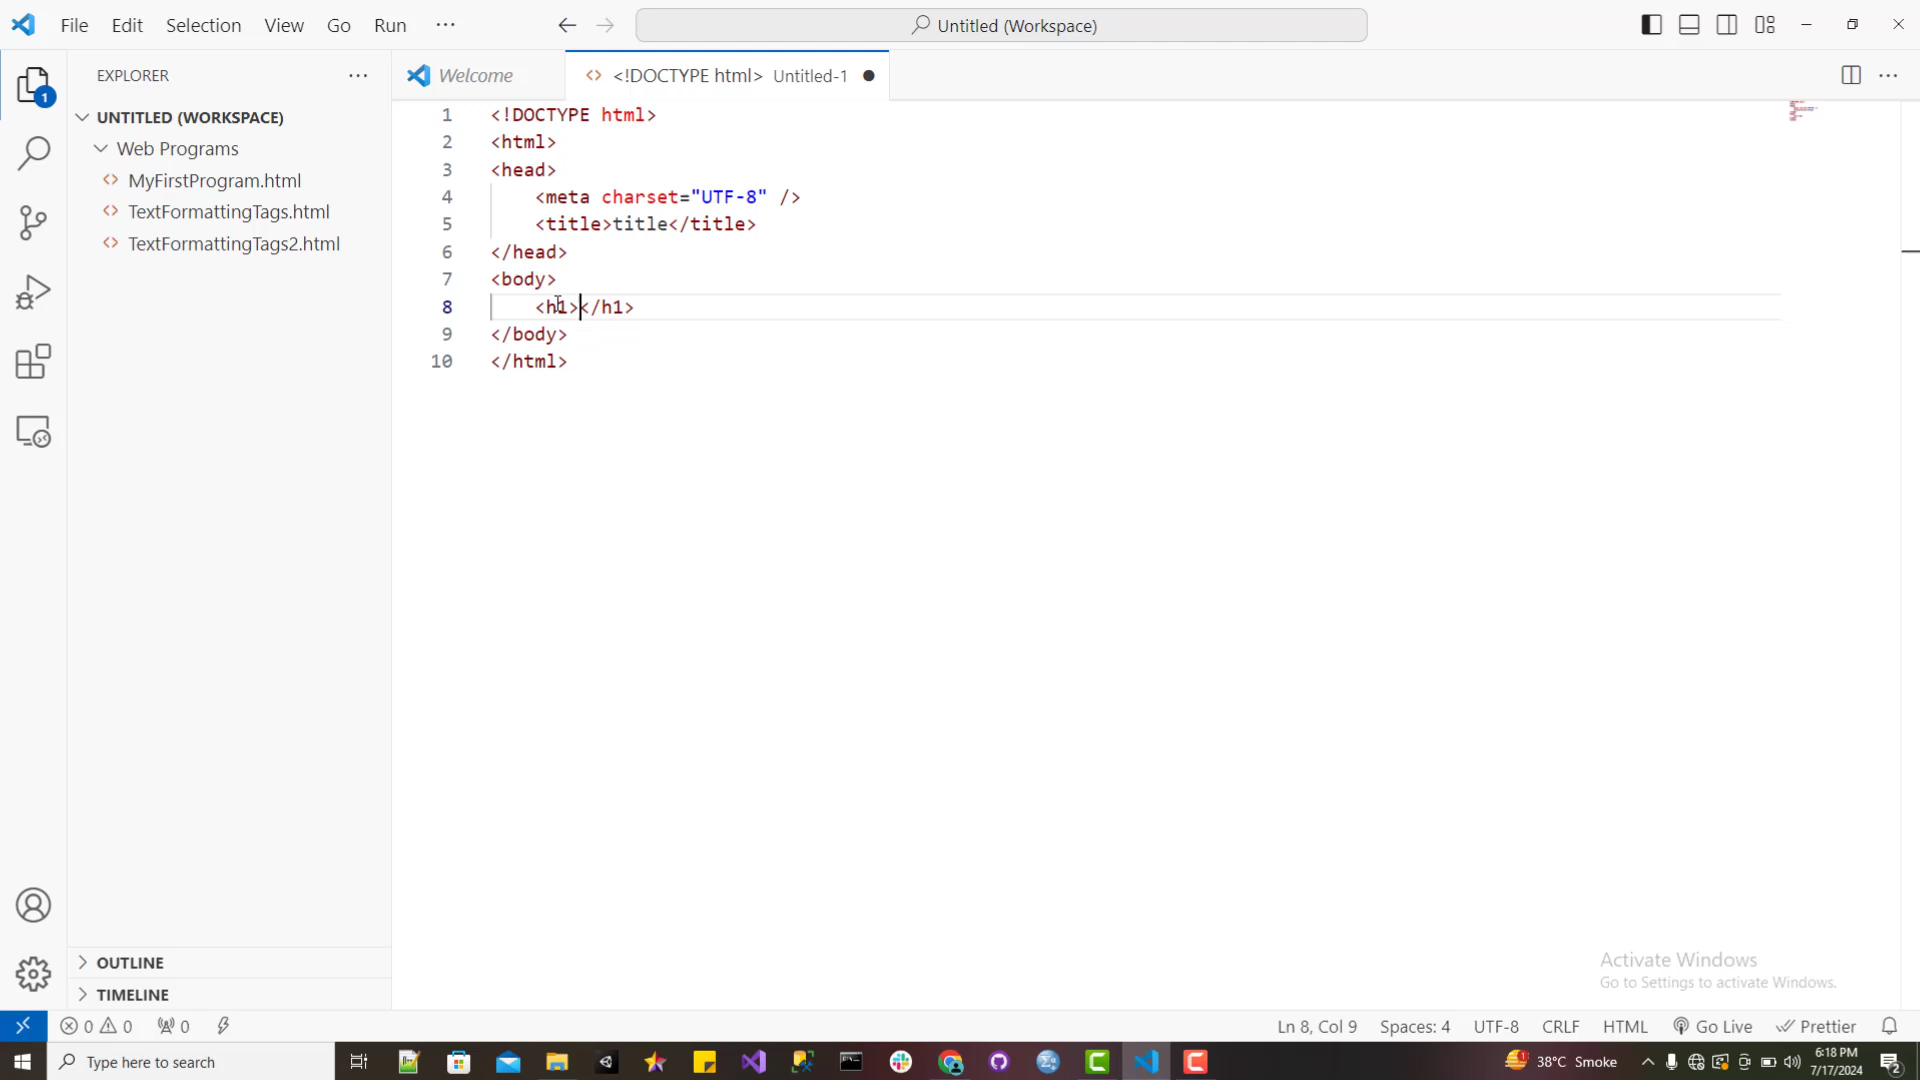 File Edit Selection View Go Run ··· Untitled (Workspace)
EXPLORER ···
Welcome
<!DOCTYPE html> Untitled-1
UNTITLED (WORKSPACE)
Web Programs
MyFirstProgram.html
TextFormattingTags.html
TextFormattingTags2.html
1 <!DOCTYPE html>
2 <html>
3 <head>
4 <meta charset="UTF-8" />
5 <title>title</title>
6 </head>
7 <body>
8 <h1></h1>
9 </body>
10 </html>
1
OUTLINE
TIMELINE
Activate Windows
Go to Settings to activate Windows.
0 0 0 Ln 8, Col 9 Spaces: 4 UTF-8 CRLF HTML Go Live Prettier
Type here to search
38°C Smoke
6:18 PM
7/17/2024
2